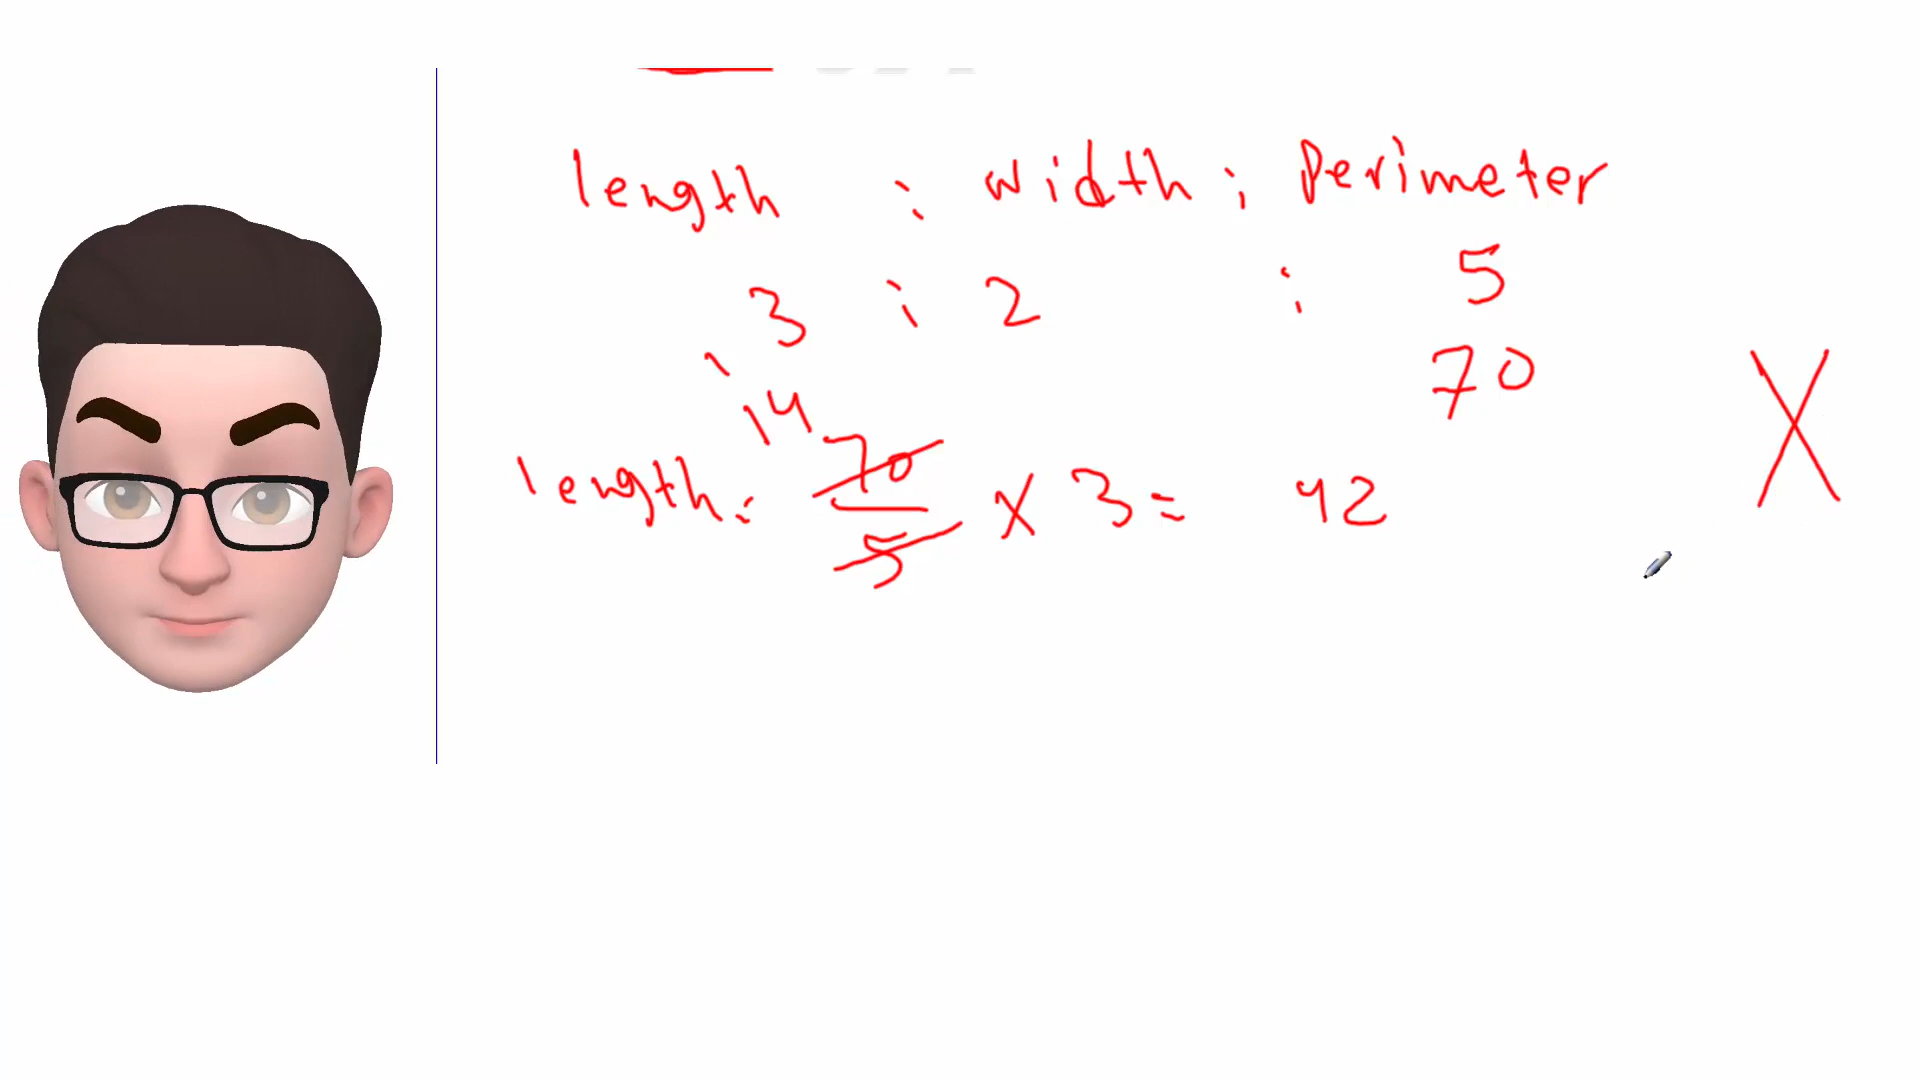 length : width : Perimeter
3 : 2 : 5
70
14
length = 70/5 X 3 = 42
X